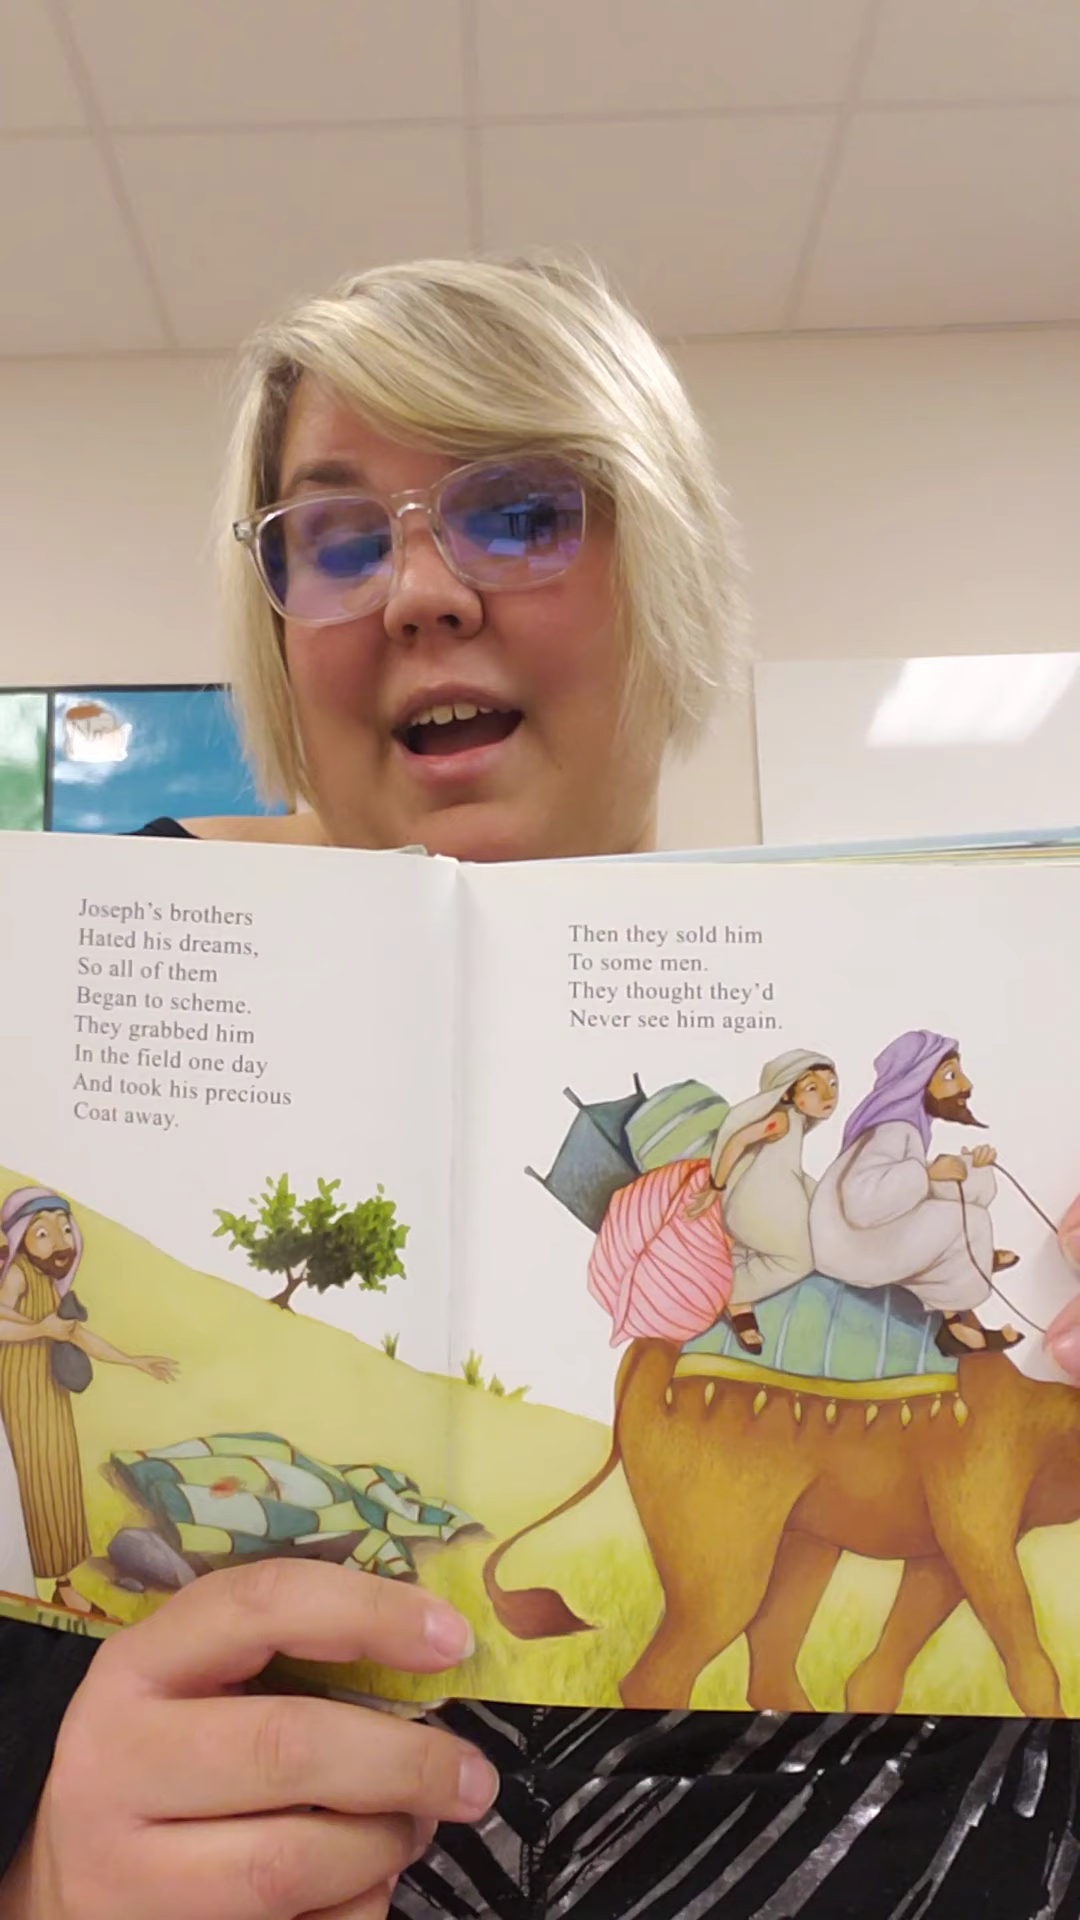 Joseph's brothers
Hated his dreams,
So all of them
Began to scheme.
They grabbed him
In the field one day
And took his precious
Coat away.
Then they sold him
To some men.
They thought they'd
Never see him again.